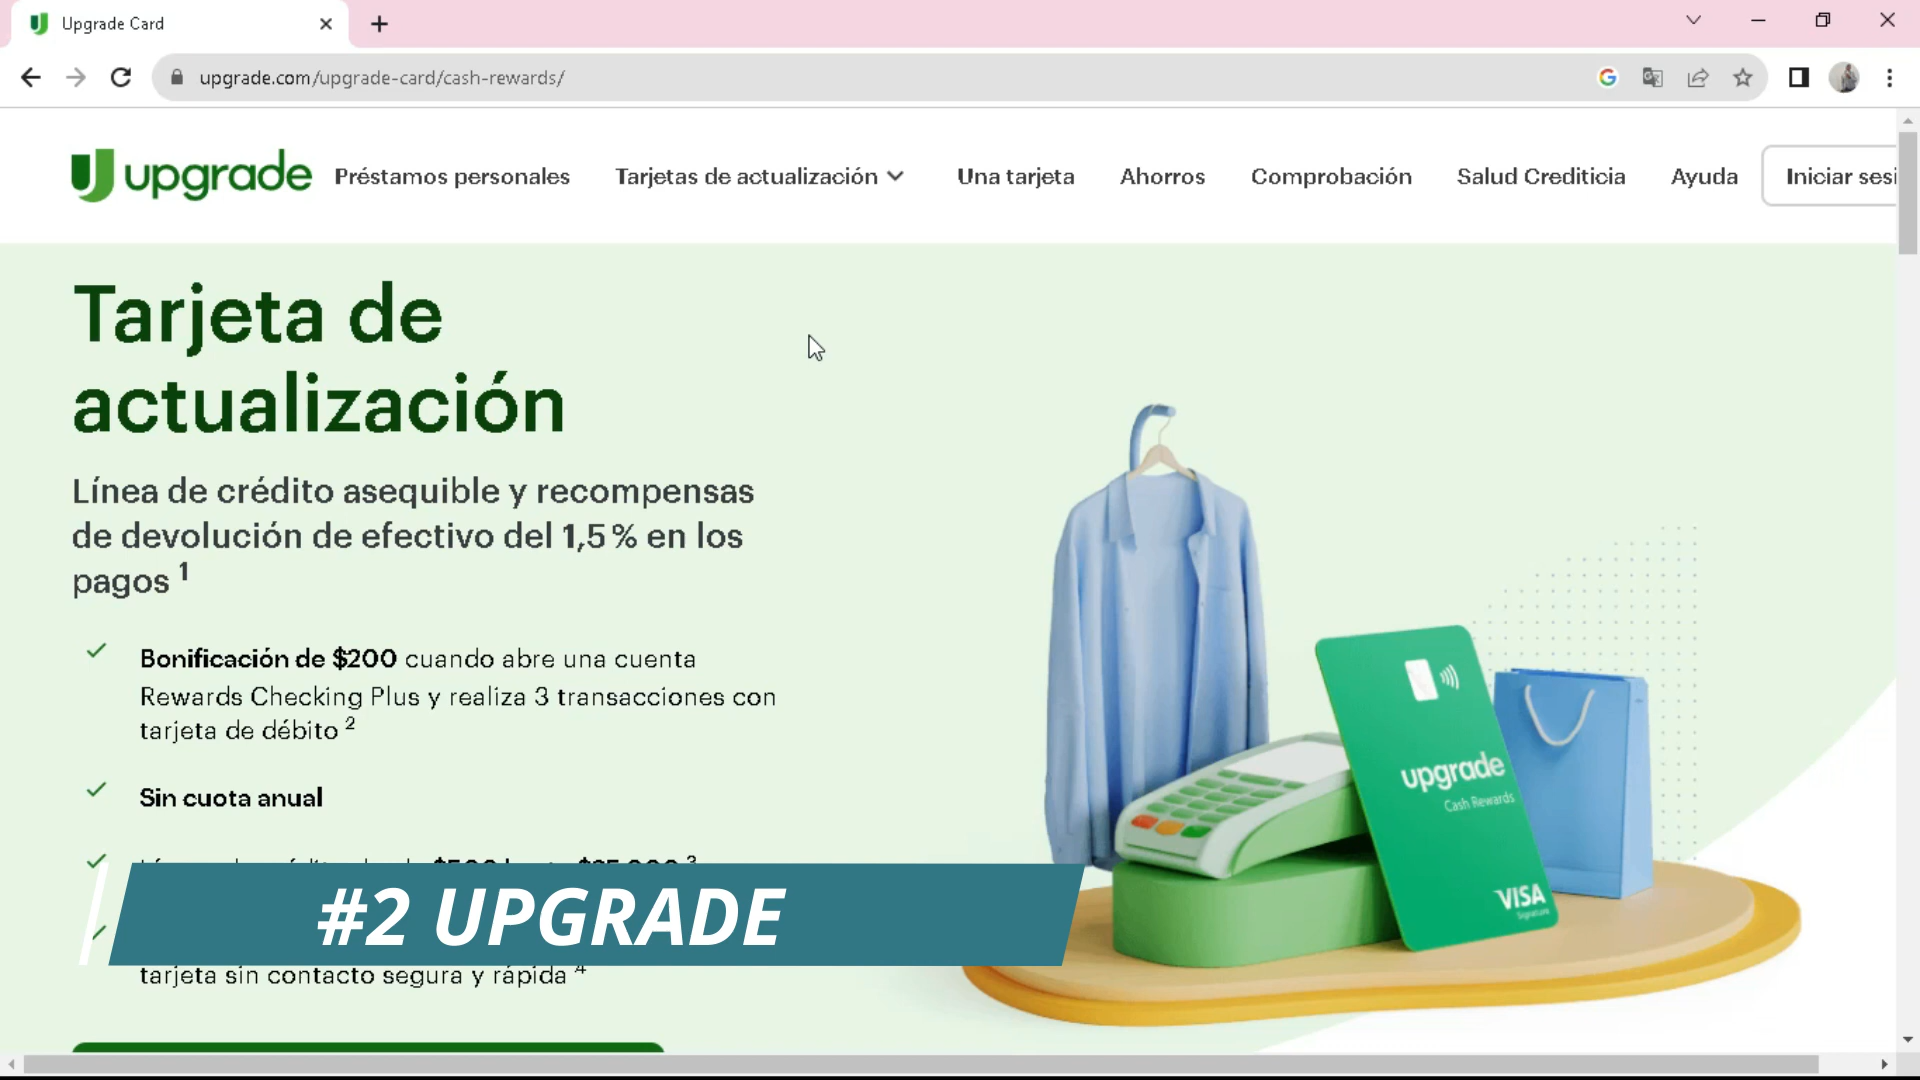 Upgrade Card
upgrade.com/upgrade-card/cash-rewards/
upgrade
Préstamos personales
Tarjetas de actualización
Una tarjeta
Ahorros
Comprobación
Salud Crediticia
Ayuda
Iniciar sesi
Tarjeta de
actualización
Línea de crédito asequible y recompensas
de devolución de efectivo del 1,5 % en los
pagos 1
Bonificación de $200 cuando abre una cuenta
Rewards Checking Plus y realiza 3 transacciones con
tarjeta de débito 2
Sin cuota anual
#2 UPGRADE
tarjeta sin contacto segura y rápida 4
upgrade
Cash Rewards
VISA
Signature